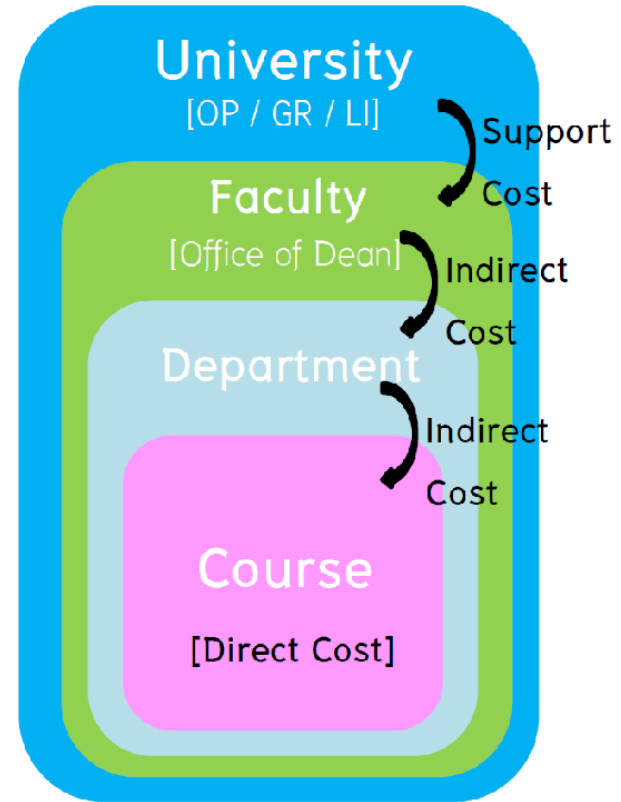 University
[OP / GR / LI]
Support
Cost
Faculty
[Office of Dean]
Indirect
Cost
Department
Indirect
Cost
Course
[Direct Cost]